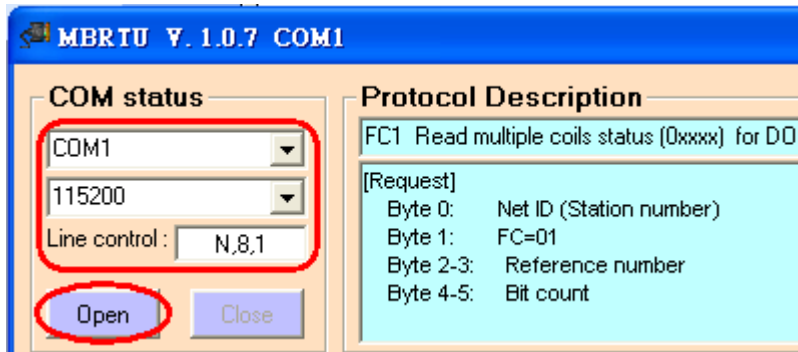 MBRTU V. 1.0.7 COM1
COM status
COM1
115200
Line control : N,8,1
Open Close
Protocol Description
FC1 Read multiple coils status (0xxxx) for DO
[Request]
Byte 0: Net ID (Station number)
Byte 1: FC=01
Byte 2-3: Reference number
Byte 4-5: Bit count